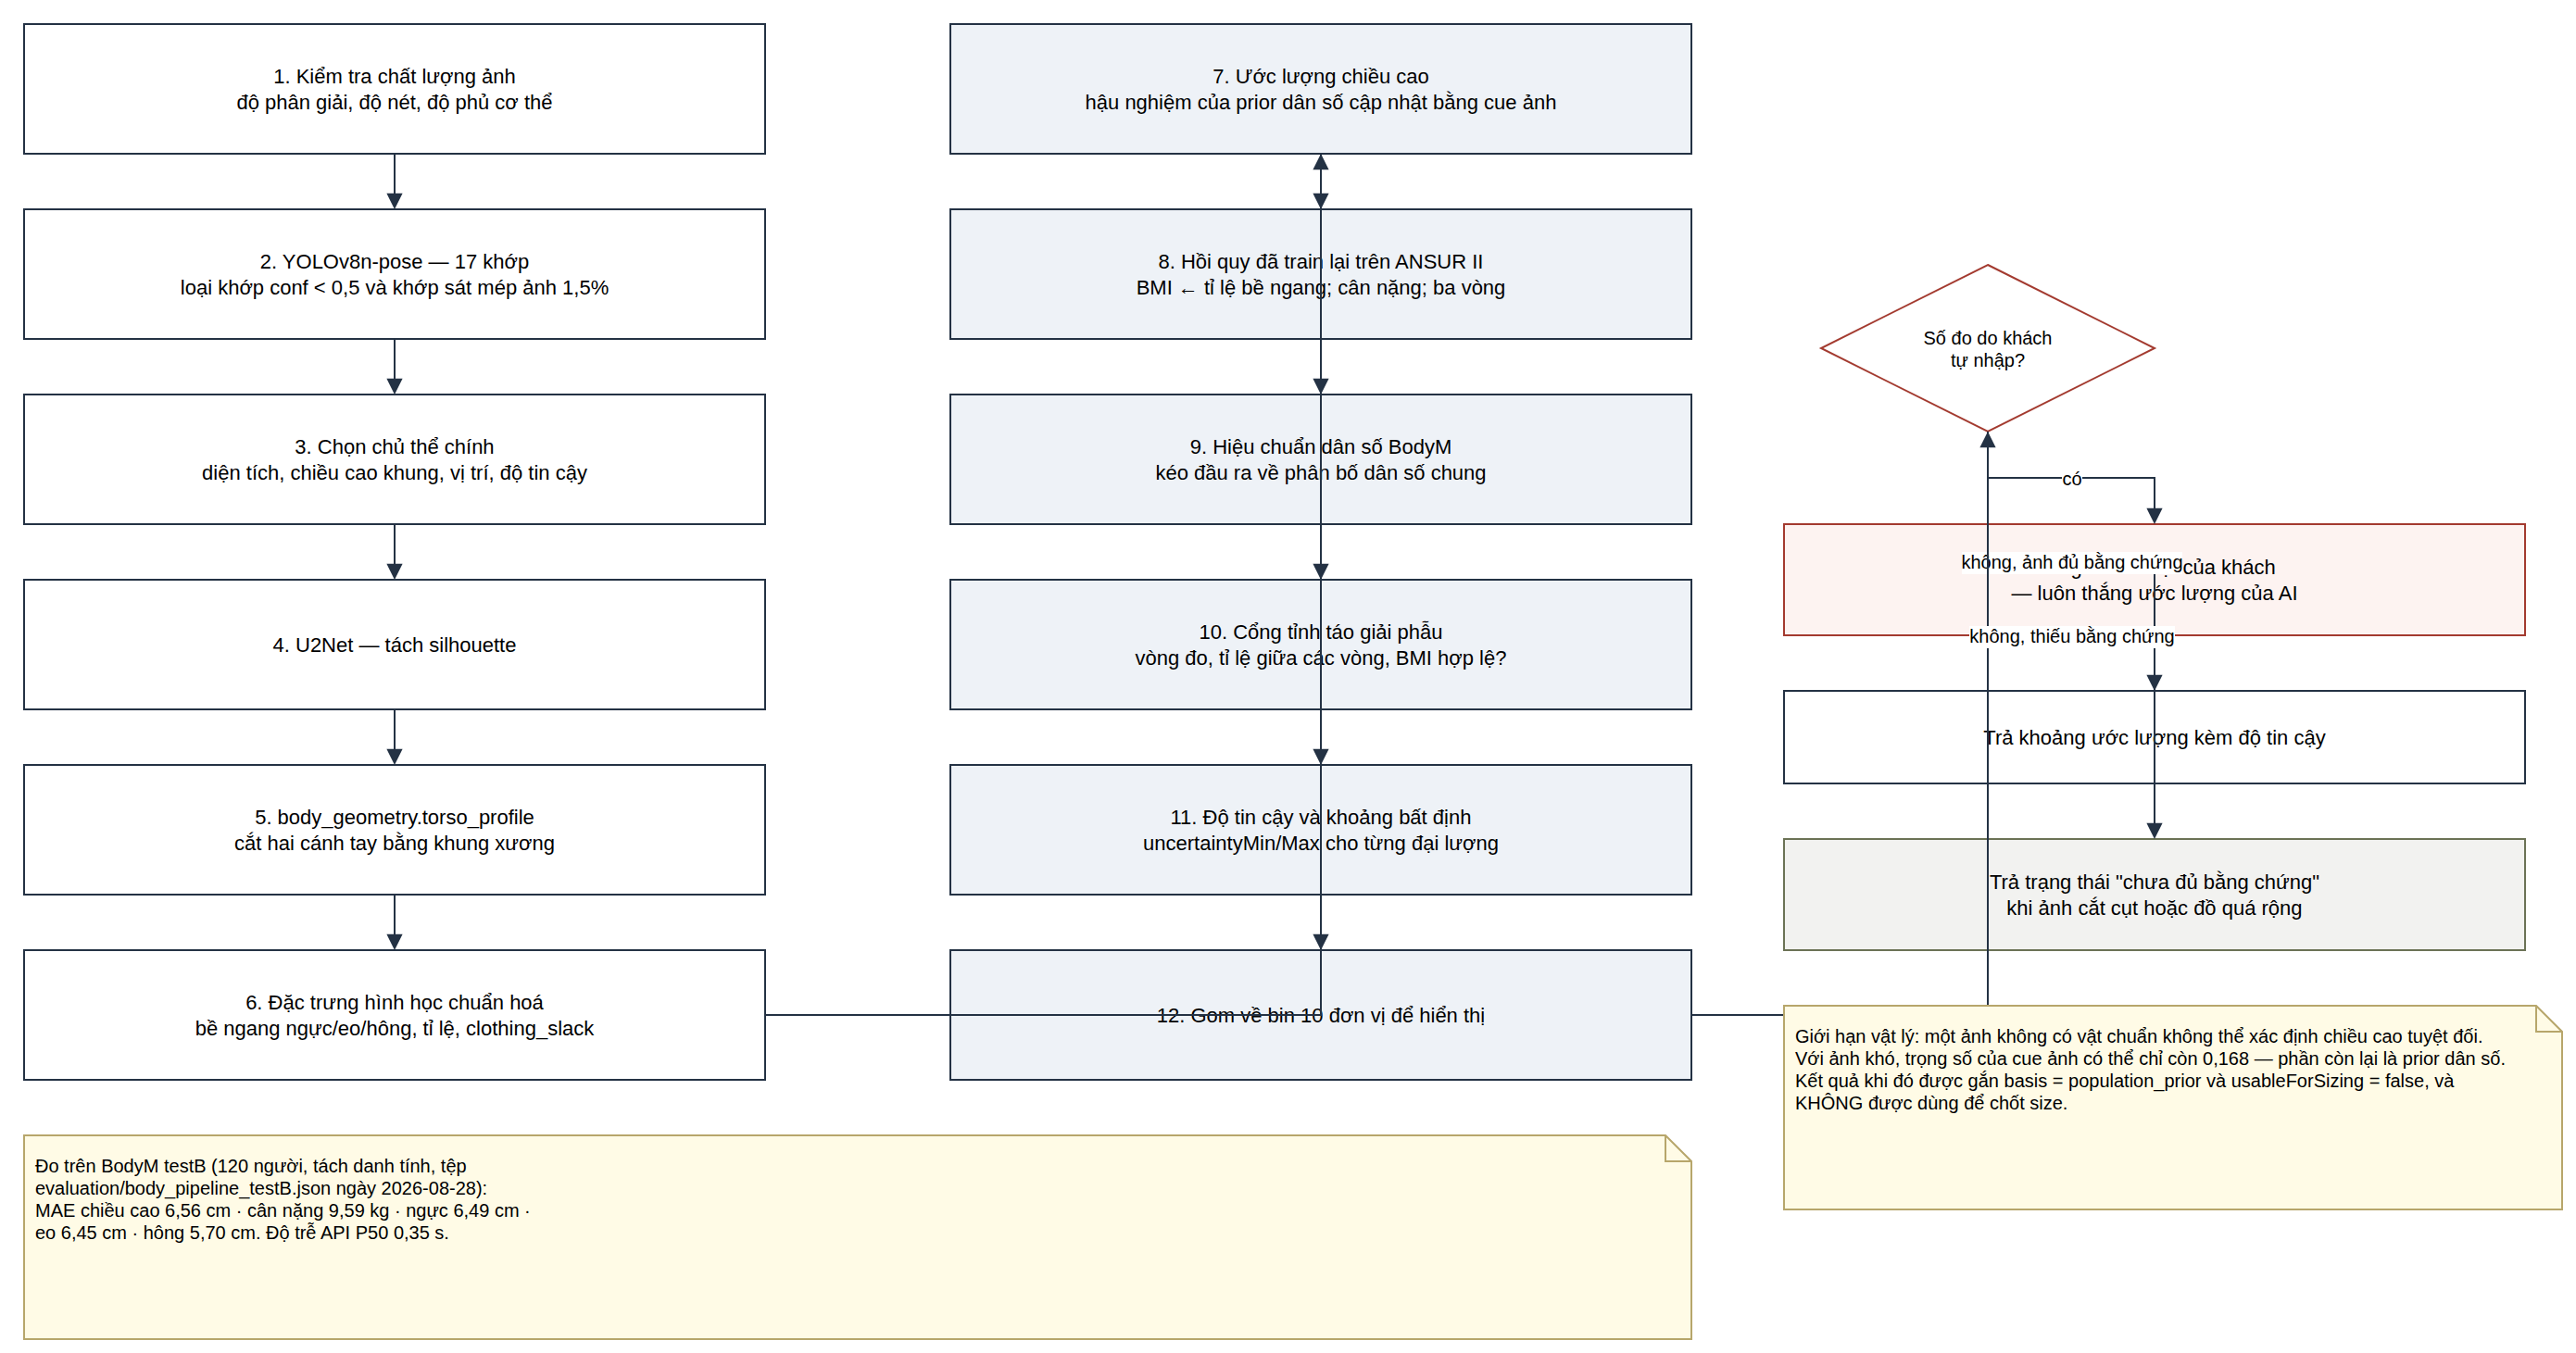 1. Kiểm tra chất lượng ảnh
độ phân giải, độ nét, độ phủ cơ thể
2. YOLOv8n-pose — 17 khớp
loại khớp conf < 0,5 và khớp sát mép ảnh 1,5%
3. Chọn chủ thể chính
diện tích, chiều cao khung, vị trí, độ tin cậy
4. U2Net — tách silhouette
5. body_geometry.torso_profile
cắt hai cánh tay bằng khung xương
6. Đặc trưng hình học chuẩn hoá
bề ngang ngực/eo/hông, tỉ lệ, clothing_slack
7. Ước lượng chiều cao
hậu nghiệm của prior dân số cập nhật bằng cue ảnh
8. Hồi quy đã train lại trên ANSUR II
BMI ← tỉ lệ bề ngang; cân nặng; ba vòng
9. Hiệu chuẩn dân số BodyM
kéo đầu ra về phân bố dân số chung
10. Cổng tỉnh táo giải phẫu
vòng đo, tỉ lệ giữa các vòng, BMI hợp lệ?
11. Độ tin cậy và khoảng bất định
uncertaintyMin/Max cho từng đại lượng
12. Gom về bin 10 đơn vị để hiển thị
Số đo do khách
tự nhập?
có
không, ảnh đủ bằng chứng
của khách
— luôn thắng ước lượng của AI
không, thiếu bằng chứng
Trả khoảng ước lượng kèm độ tin cậy
Trả trạng thái "chưa đủ bằng chứng"
khi ảnh cắt cụt hoặc đồ quá rộng
Giới hạn vật lý: một ảnh không có vật chuẩn không thể xác định chiều cao tuyệt đối.
Với ảnh khó, trọng số của cue ảnh có thể chỉ còn 0,168 — phần còn lại là prior dân số.
Kết quả khi đó được gắn basis = population_prior và usableForSizing = false, và
KHÔNG được dùng để chốt size.
Đo trên BodyM testB (120 người, tách danh tính, tệp
evaluation/body_pipeline_testB.json ngày 2026-08-28):
MAE chiều cao 6,56 cm · cân nặng 9,59 kg · ngực 6,49 cm ·
eo 6,45 cm · hông 5,70 cm. Độ trễ API P50 0,35 s.